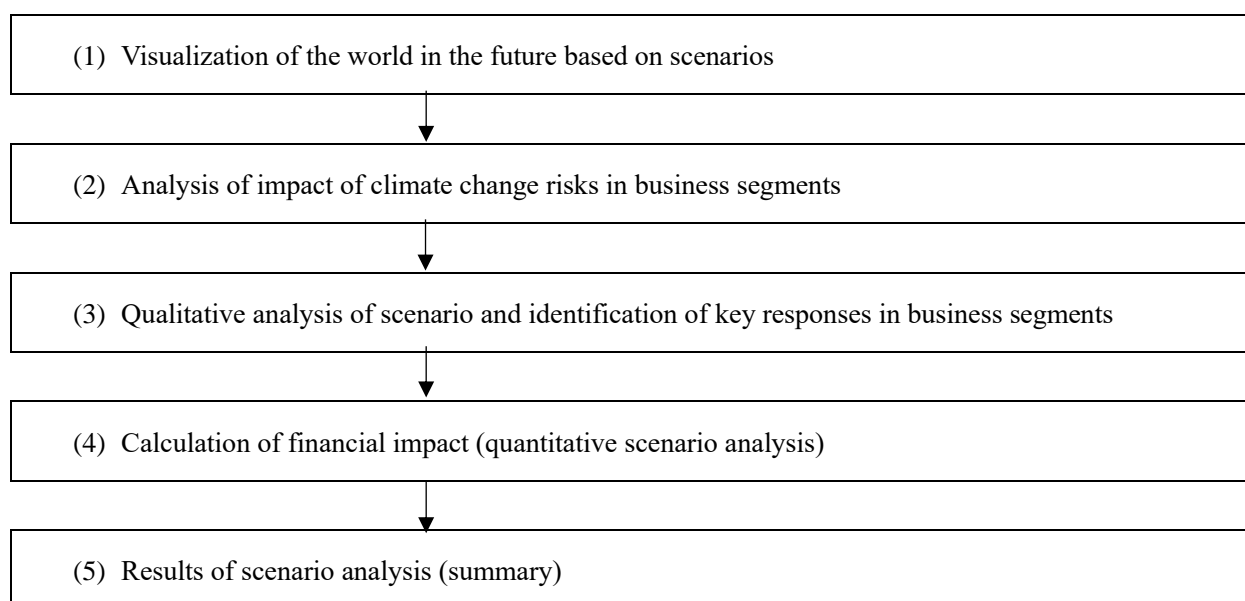 (1) Visualization of the world in the future based on scenarios
(2) Analysis of impact of climate change risks in business segments
(3) Qualitative analysis of scenario and identification of key responses in business segments
(4) Calculation of financial impact (quantitative scenario analysis)
(5) Results of scenario analysis (summary)